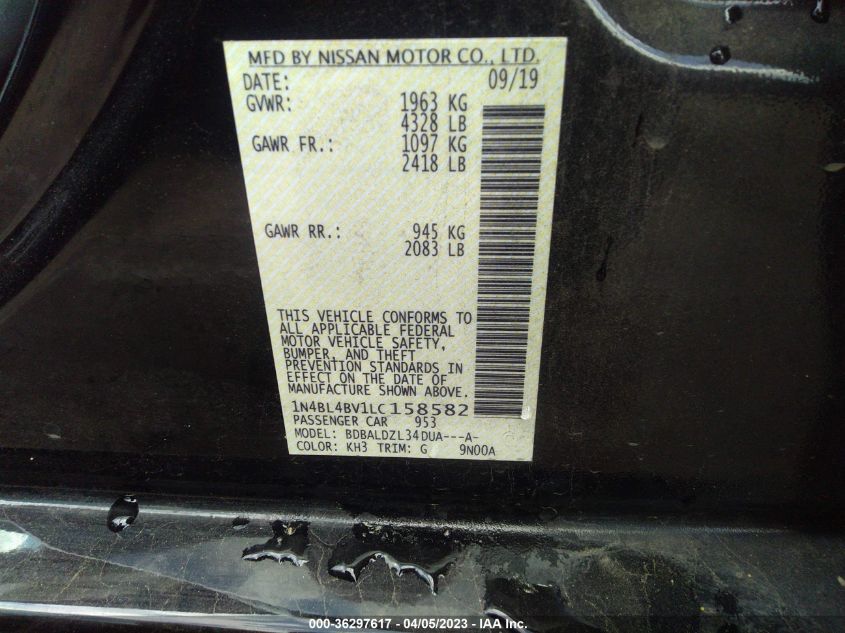 MFD BY NISSAN MOTOR CO., LTD.
DATE: 09/19
GVWR: 1963 KG
4328 LB
GAWR FR.: 1097 KG
2418 LB
GAWR RR.: 945 KG
2083 LB
THIS VEHICLE CONFORMS TO
ALL APPLICABLE FEDERAL
MOTOR VEHICLE SAFETY,
BUMPER, AND THEFT
PREVENTION STANDARDS IN
EFFECT ON THE DATE OF
MANUFACTURE SHOWN ABOVE.
1N4BL4BV1LC158582
PASSENGER CAR 953
MODEL: BDBALDZL34DUA---A-
COLOR: KH3 TRIM: G 9N00A
000-36297617 - 04/05/2023 - IAA Inc.